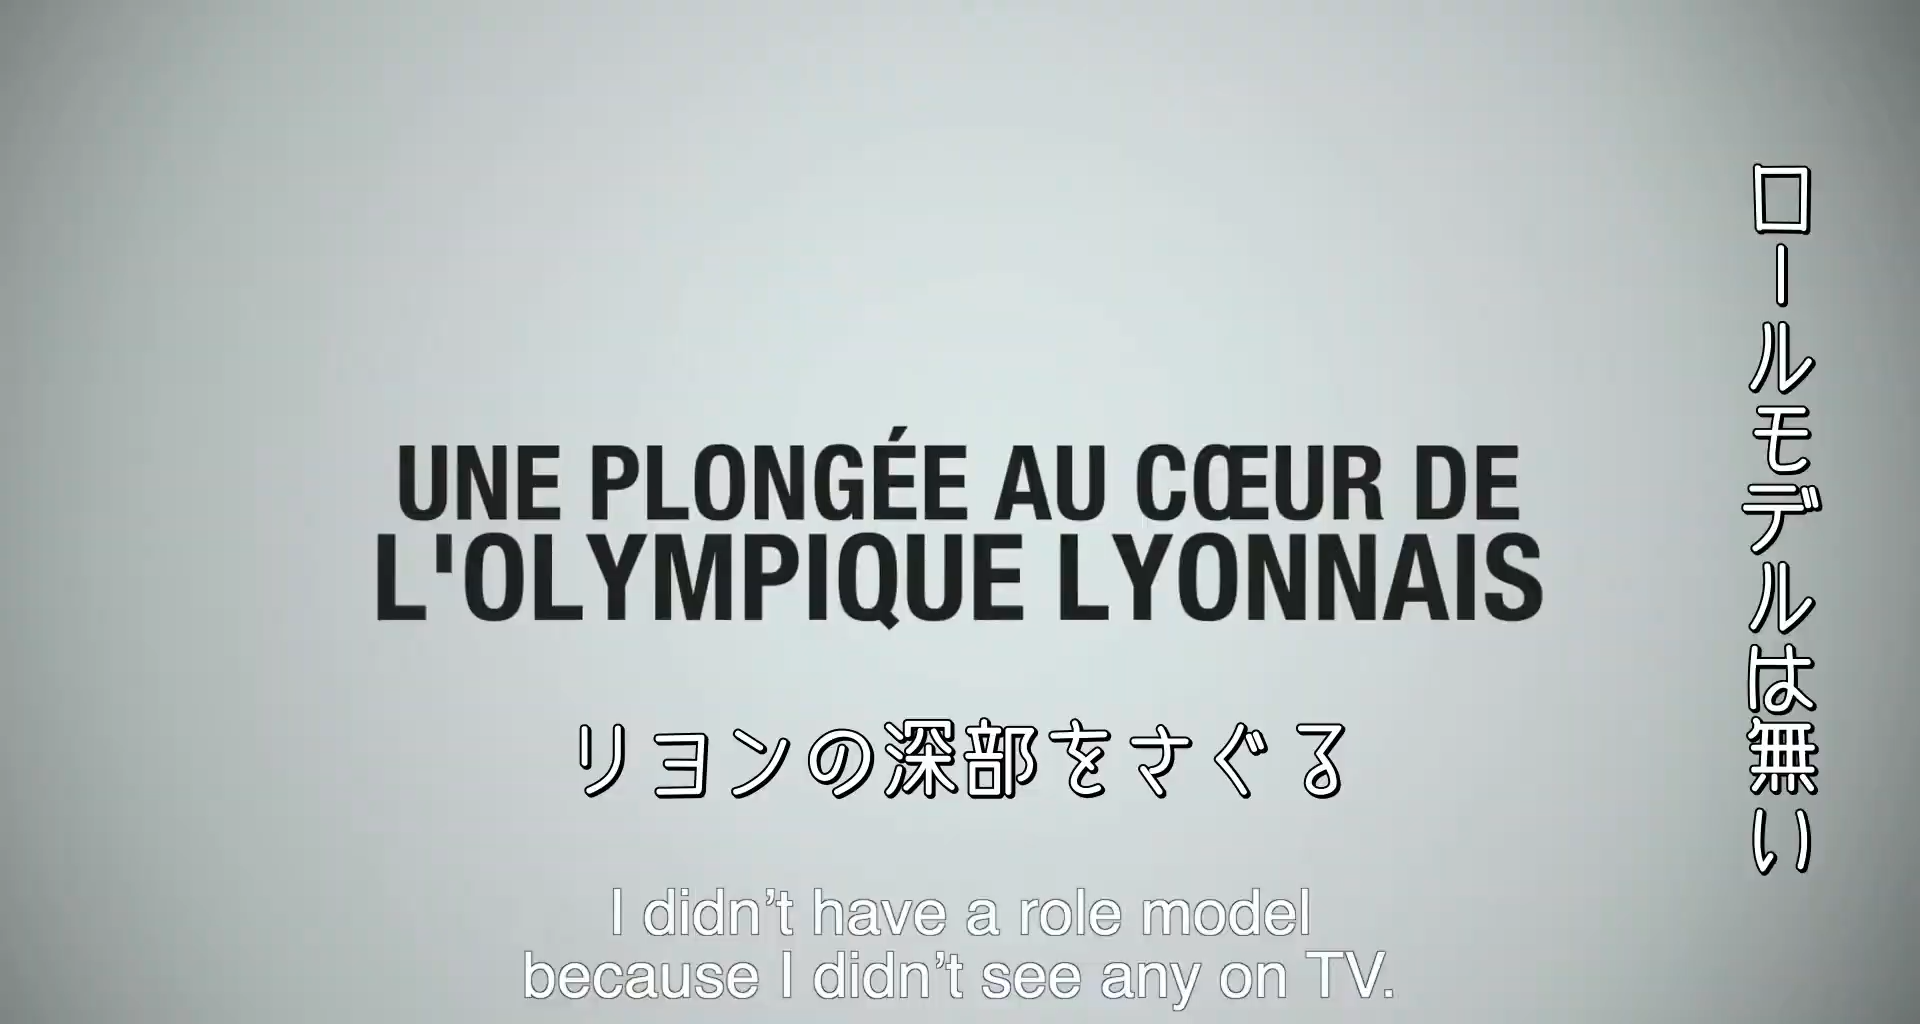 UNE PLONGÉE AU CŒUR DE
L'OLYMPIQUE LYONNAIS
リヨンの深部をさぐる
ロールモデルは無い
I didn’t have a role model
because I didn’t see any on TV.